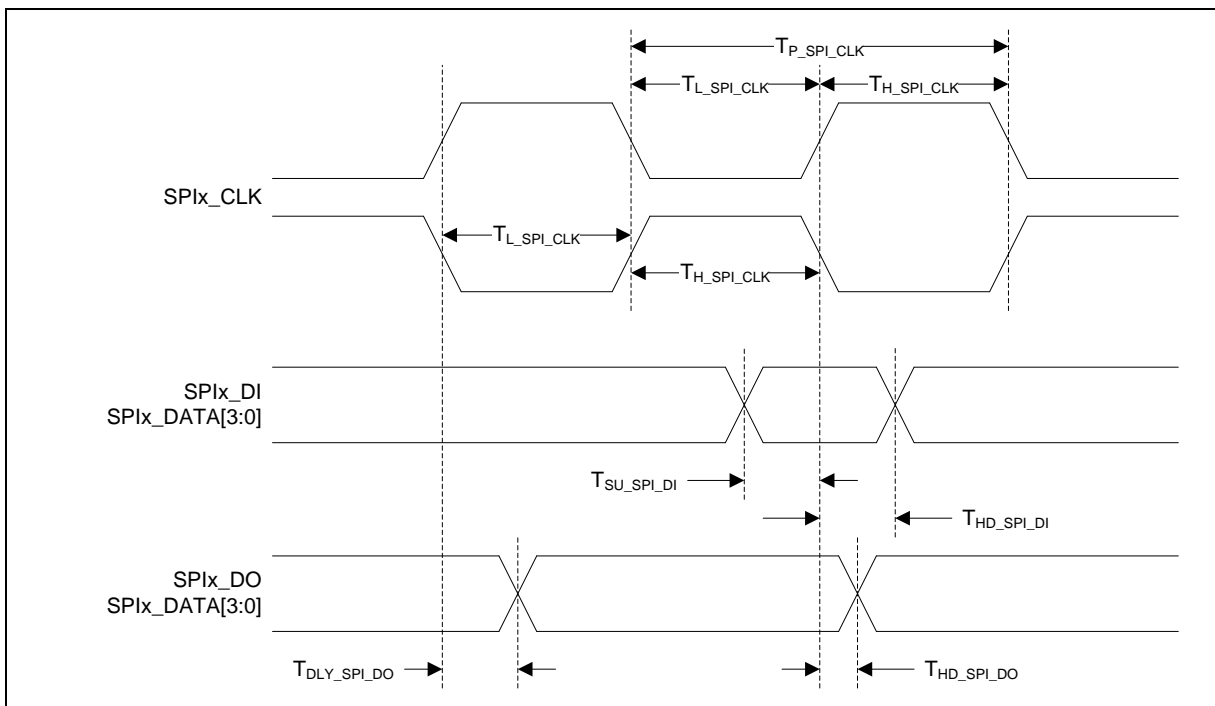 T_P_SPI_CLK
T_L_SPI_CLK
T_H_SPI_CLK
SPIx_CLK
T_L_SPI_CLK
T_H_SPI_CLK
SPIx_DI
SPIx_DATA[3:0]
T_SU_SPI_DI
T_HD_SPI_DI
SPIx_DO
SPIx_DATA[3:0]
T_DLY_SPI_DO
T_HD_SPI_DO